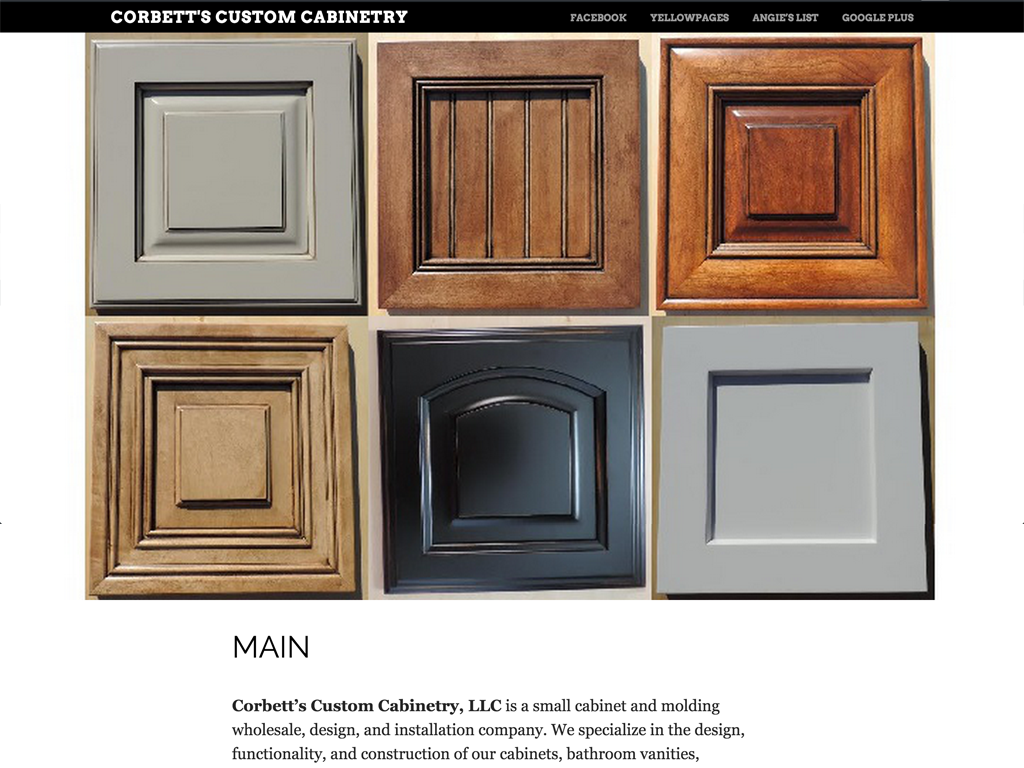 CORBETT'S CUSTOM CABINETRY
FACEBOOK YELLOWPAGES ANGIE'S LIST GOOGLE PLUS
MAIN
Corbett’s Custom Cabinetry, LLC is a small cabinet and molding
wholesale, design, and installation company. We specialize in the design,
functionality, and construction of our cabinets, bathroom vanities,